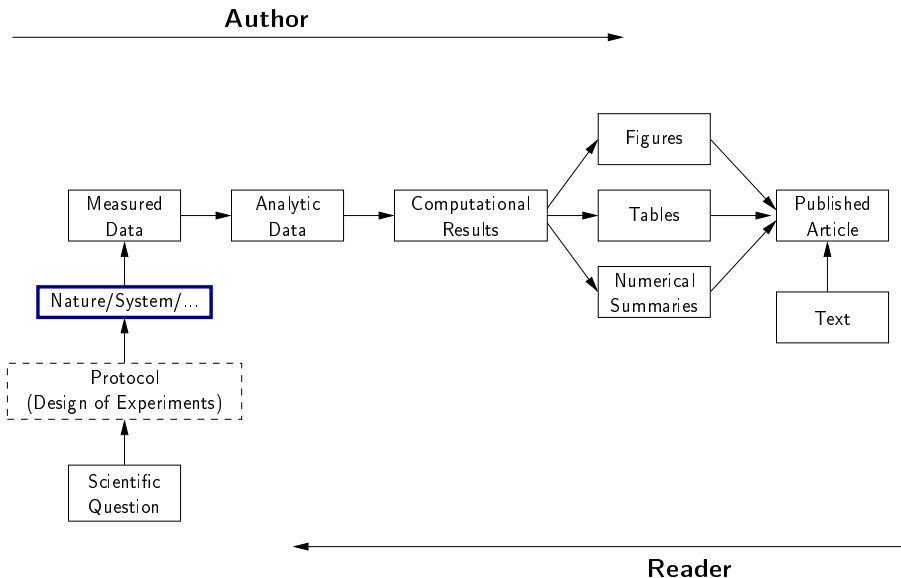 Author
Figures
Measured
Data
Analytic
Data
Computational
Results
Tables
Published
Article
Nature/System/...
Numerical
Summaries
Text
Protocol
(Design of Experiments)
Scientific
Question
Reader